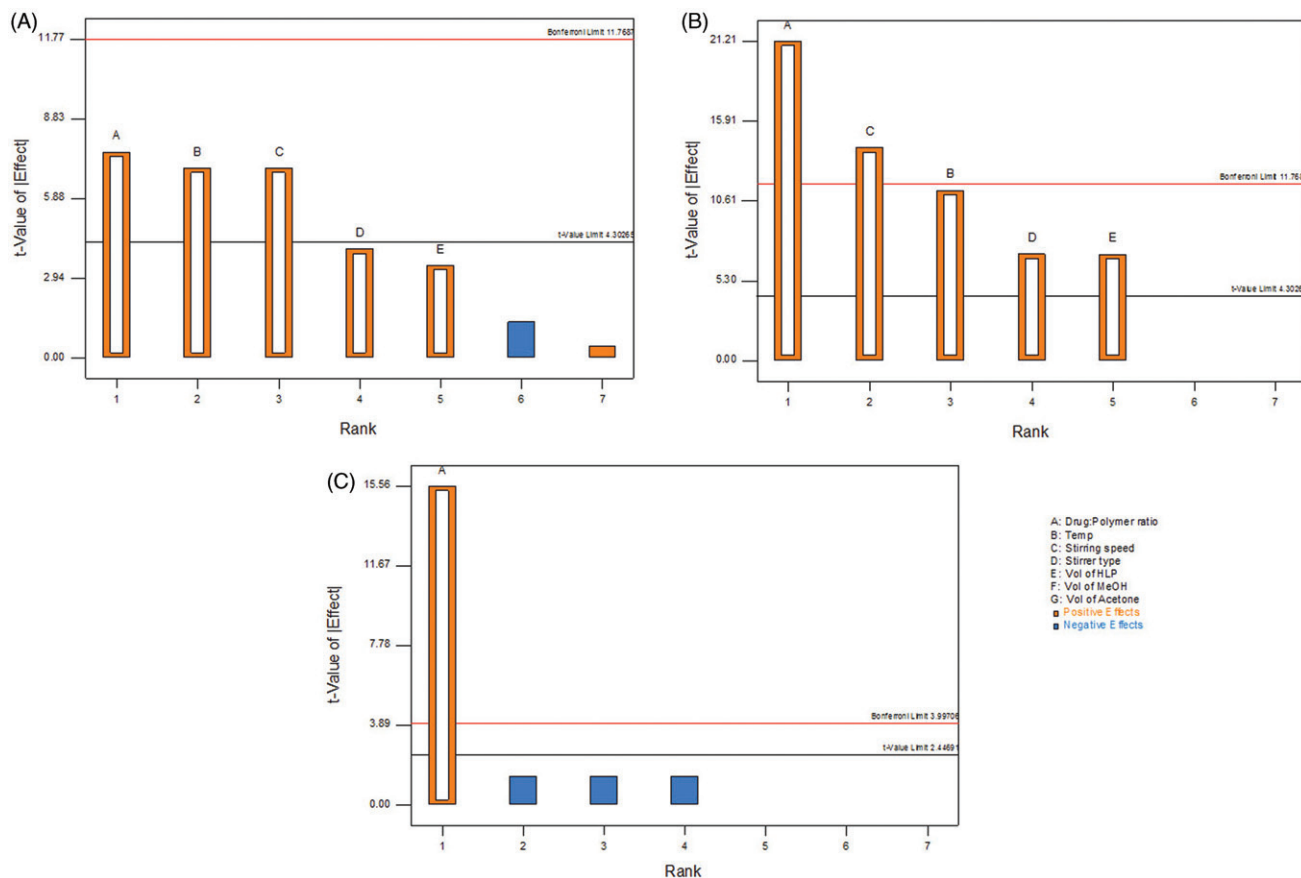 (A)
Bonferroni Limit 11.7687
11.77
8.83
5.88
2.94
0.00
t-Value of |Effect|
A
B
C
D
E
t-Value Limit 4.30265
1
2
3
4
5
6
7
Rank
(B)
A
21.21
15.91
10.61
5.30
0.00
t-Value of |Effect|
C
B
D
E
Bonferroni Limit 11.768
t-Value Limit 4.3026
1
2
3
4
5
6
7
Rank
(C)
A
15.56
11.67
7.78
3.89
0.00
t-Value of |Effect|
Bonferroni Limit 3.99706
t-Value Limit 2.44691
1
2
3
4
5
6
7
Rank
A: Drug:Polymer ratio
B: Temp
C: Stirring speed
D: Stirrer type
E: Vol of HLP
F: Vol of MeOH
G: Vol of Acetone
Positive Effects
Negative Effects